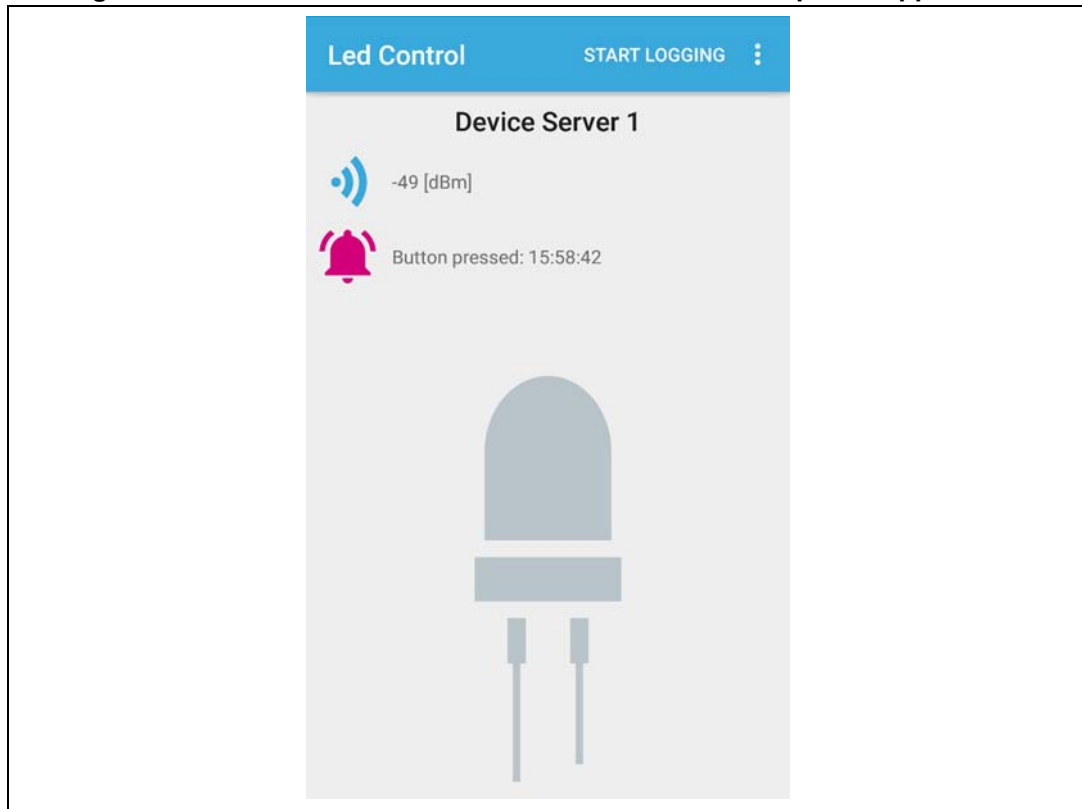 Led Control START LOGGING
Device Server 1
-49 [dBm]
Button pressed: 15:58:42